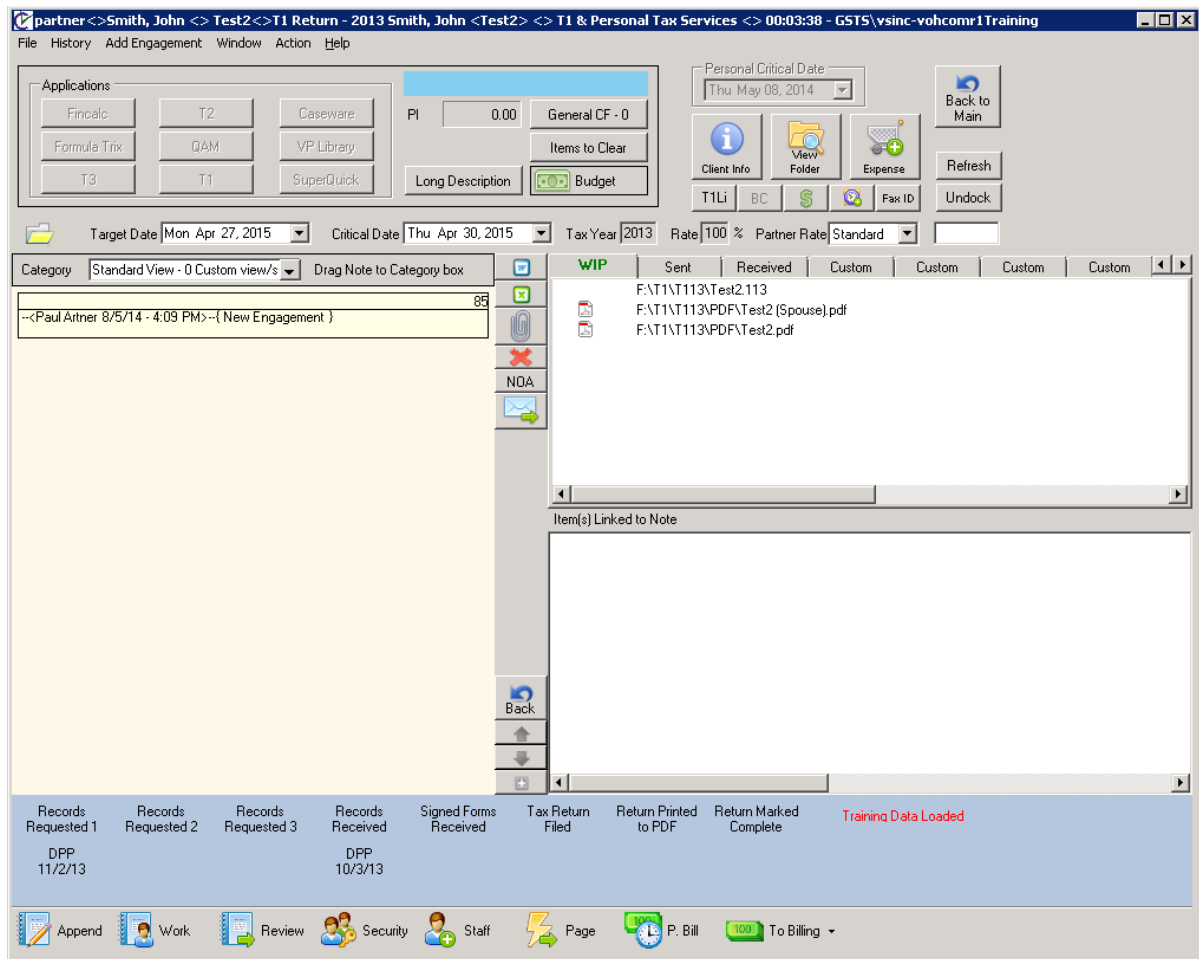 partner<>Smith, John <> Test2<>T1 Return - 2013 Smith, John <Test2> <> T1 & Personal Tax Services <> 00:03:38 - GSTS\vsinc-vohcomr1Training
File History Add Engagement Window Action Help
Applications
Fincalc T2 Caseware
Formula Trix QAM VP Library
T3 T1 SuperQuick
PI 0.00 General CF - 0
Items to Clear
Long Description Budget
Personal Critical Date
Thu May 08, 2014
Back to
Main
Client Info
View
Folder
Expense
Refresh
T1Li BC Fax ID Undock
Target Date Mon Apr 27, 2015 Critical Date Thu Apr 30, 2015 Tax Year 2013 Rate 100 % Partner Rate Standard
Category Standard View - 0 Custom view/s Drag Note to Category box
WIP Sent Received Custom Custom Custom Custom
85
--<Paul Artner 8/5/14 - 4:09 PM>--{ New Engagement }
F:\T1\T113\Test2.113
F:\T1\T113\PDF\Test2 (Spouse).pdf
F:\T1\T113\PDF\Test2.pdf
NOA
Item(s) Linked to Note
Back
Records
Requested 1
DPP
11/2/13
Records
Requested 2
Records
Requested 3
Records
Received
DPP
10/3/13
Signed Forms
Received
Tax Return
Filed
Return Printed
to PDF
Return Marked
Complete
Training Data Loaded
Append Work Review Security Staff Page P. Bill To Billing